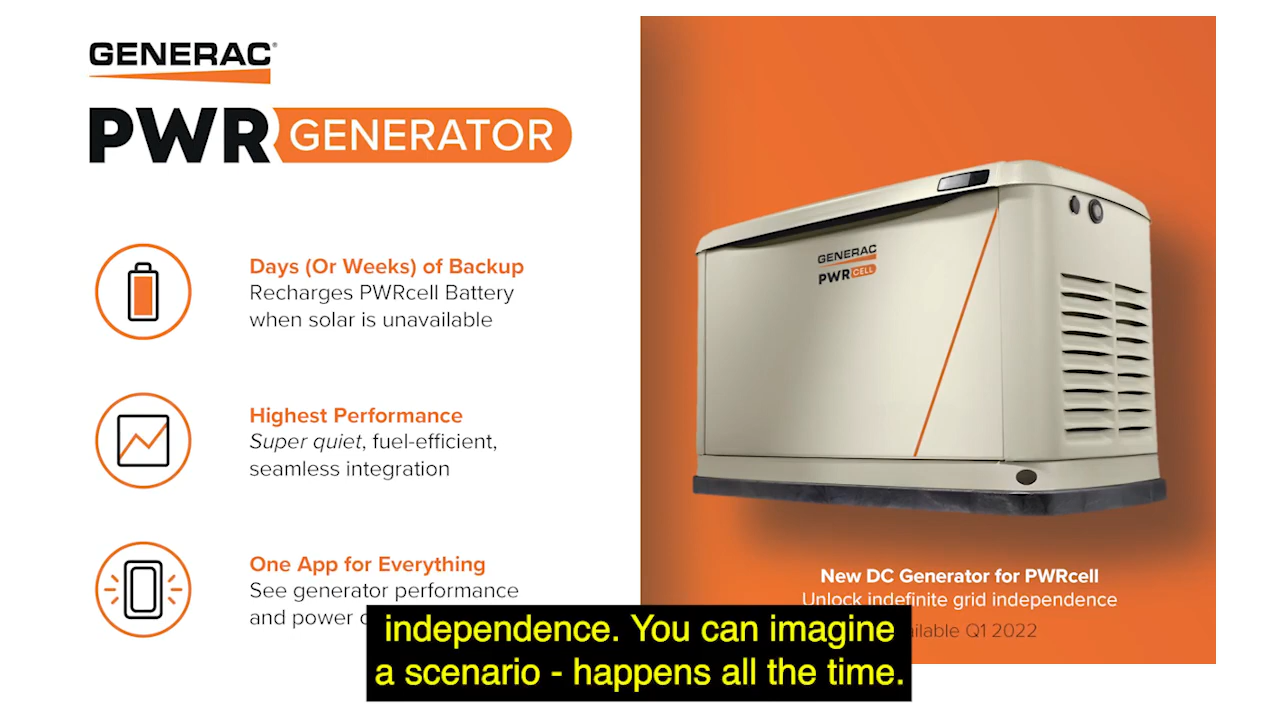 GENERAC
PWR GENERATOR
Days (Or Weeks) of Backup
Recharges PWRcell Battery
when solar is unavailable
Highest Performance
Super quiet, fuel-efficient,
seamless integration
One App for Everything
See generator performance
and power
GENERAC
PWR CELL
New DC Generator for PWRcell
Unlock indefinite grid independence
Q1 2022
independence. You can imagine
a scenario - happens all the time.